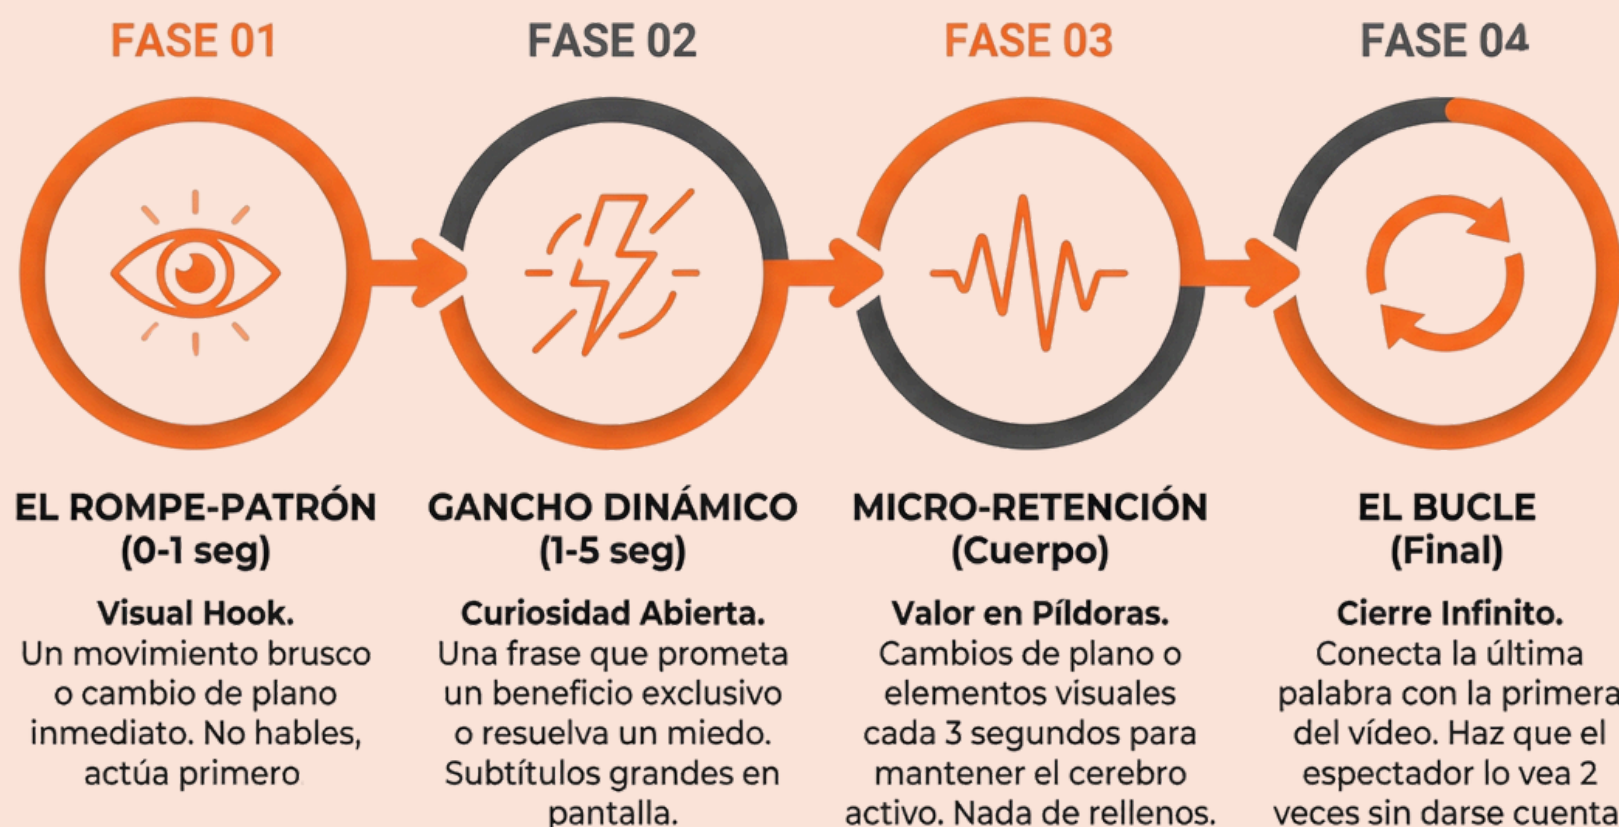 FASE 01
EL ROMPE-PATRÓN
(0-1 seg)
Visual Hook.
Un movimiento brusco
o cambio de plano
inmediato. No hables,
actúa primero
FASE 02
GANCHO DINÁMICO
(1-5 seg)
Curiosidad Abierta.
Una frase que prometa
un beneficio exclusivo
o resuelva un miedo.
Subtítulos grandes en
pantalla.
FASE 03
MICRO-RETENCIÓN
(Cuerpo)
Valor en Píldoras.
Cambios de plano o
elementos visuales
cada 3 segundos para
mantener el cerebro
activo. Nada de rellenos.
FASE 04
EL BUCLE
(Final)
Cierre Infinito.
Conecta la última
palabra con la primera
del vídeo. Haz que el
espectador lo vea 2
veces sin darse cuenta